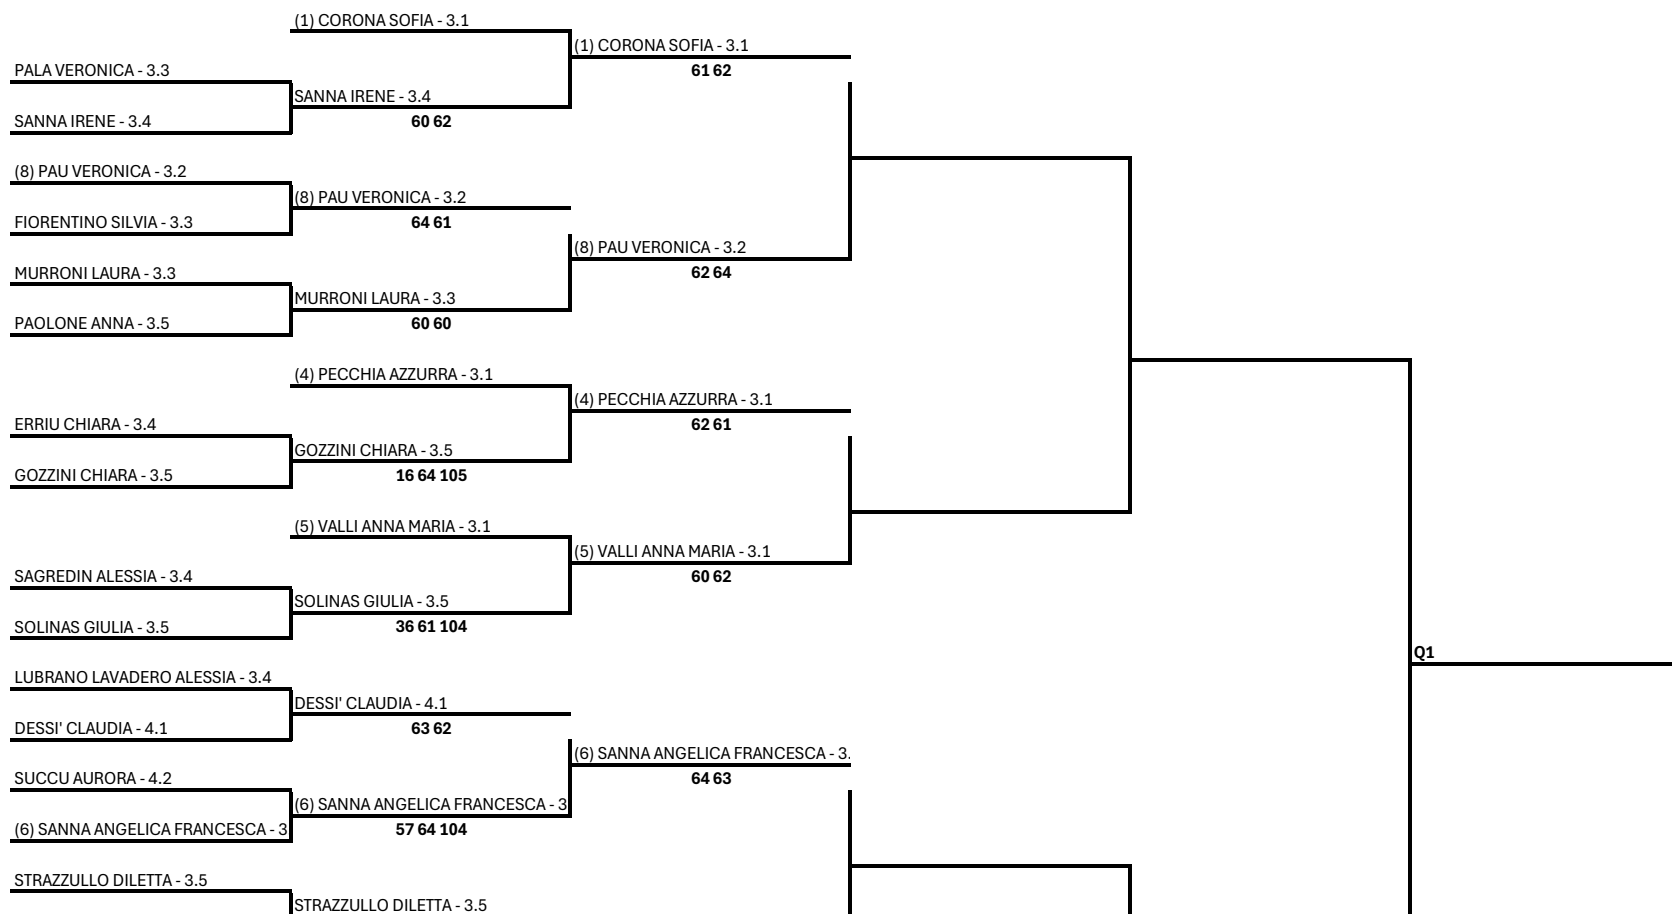 (1) CORONA SOFIA - 3.1
(1) CORONA SOFIA - 3.1
61 62
PALA VERONICA - 3.3
SANNA IRENE - 3.4
60 62
SANNA IRENE - 3.4
(8) PAU VERONICA - 3.2
(8) PAU VERONICA - 3.2
64 61
FIORENTINO SILVIA - 3.3
(8) PAU VERONICA - 3.2
62 64
MURRONI LAURA - 3.3
MURRONI LAURA - 3.3
60 60
PAOLONE ANNA - 3.5
(4) PECCHIA AZZURRA - 3.1
(4) PECCHIA AZZURRA - 3.1
62 61
ERRIU CHIARA - 3.4
GOZZINI CHIARA - 3.5
16 64 105
GOZZINI CHIARA - 3.5
(5) VALLI ANNA MARIA - 3.1
(5) VALLI ANNA MARIA - 3.1
60 62
SAGREDIN ALESSIA - 3.4
SOLINAS GIULIA - 3.5
36 61 104
SOLINAS GIULIA - 3.5
Q1
LUBRANO LAVADERO ALESSIA - 3.4
DESSI' CLAUDIA - 4.1
63 62
DESSI' CLAUDIA - 4.1
(6) SANNA ANGELICA FRANCESCA - 3.
64 63
SUCCU AURORA - 4.2
(6) SANNA ANGELICA FRANCESCA - 3
57 64 104
(6) SANNA ANGELICA FRANCESCA - 3
STRAZZULLO DILETTA - 3.5
STRAZZULLO DILETTA - 3.5